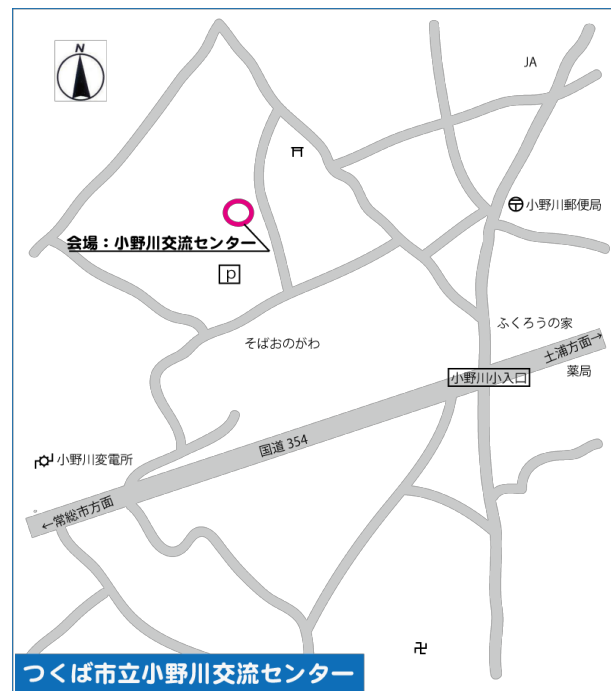 N
JA
小野川郵便局
会場：小野川交流センター
p
ふくろうの家
そばおのがわ
土浦方面→
小野川小入口
薬局
国道 354
小野川変電所
←常総市方面
つくば市立小野川交流センター